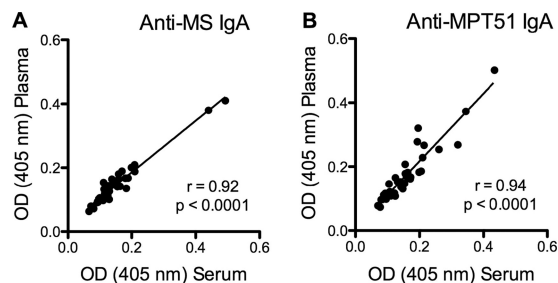 A
Anti-MS IgA
OD (405 nm) Plasma
0.6
0.4
0.2
0.0
0.0
0.2
0.4
0.6
r = 0.92
p < 0.0001
OD (405 nm) Serum
B
Anti-MPT51 IgA
OD (405 nm) Plasma
0.6
0.4
0.2
0.0
0.0
0.2
0.4
0.6
r = 0.94
p < 0.0001
OD (405 nm) Serum